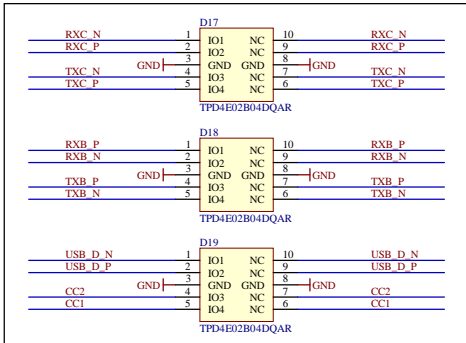 D17
RXC_N 1 IO1 NC 10 RXC_N
RXC_P 2 IO2 NC 9 RXC_P
GND 3 GND GND 8 GND
TXC_N 4 IO3 NC 7 TXC_N
TXC_P 5 IO4 NC 6 TXC_P
TPD4E02B04DQAR
D18
RXB_P 1 IO1 NC 10 RXB_P
RXB_N 2 IO2 NC 9 RXB_N
GND 3 GND GND 8 GND
TXB_P 4 IO3 NC 7 TXB_P
TXB_N 5 IO4 NC 6 TXB_N
TPD4E02B04DQAR
D19
USB_D_N 1 IO1 NC 10 USB_D_N
USB_D_P 2 IO2 NC 9 USB_D_P
GND 3 GND GND 8 GND
CC2 4 IO3 NC 7 CC2
CC1 5 IO4 NC 6 CC1
TPD4E02B04DQAR